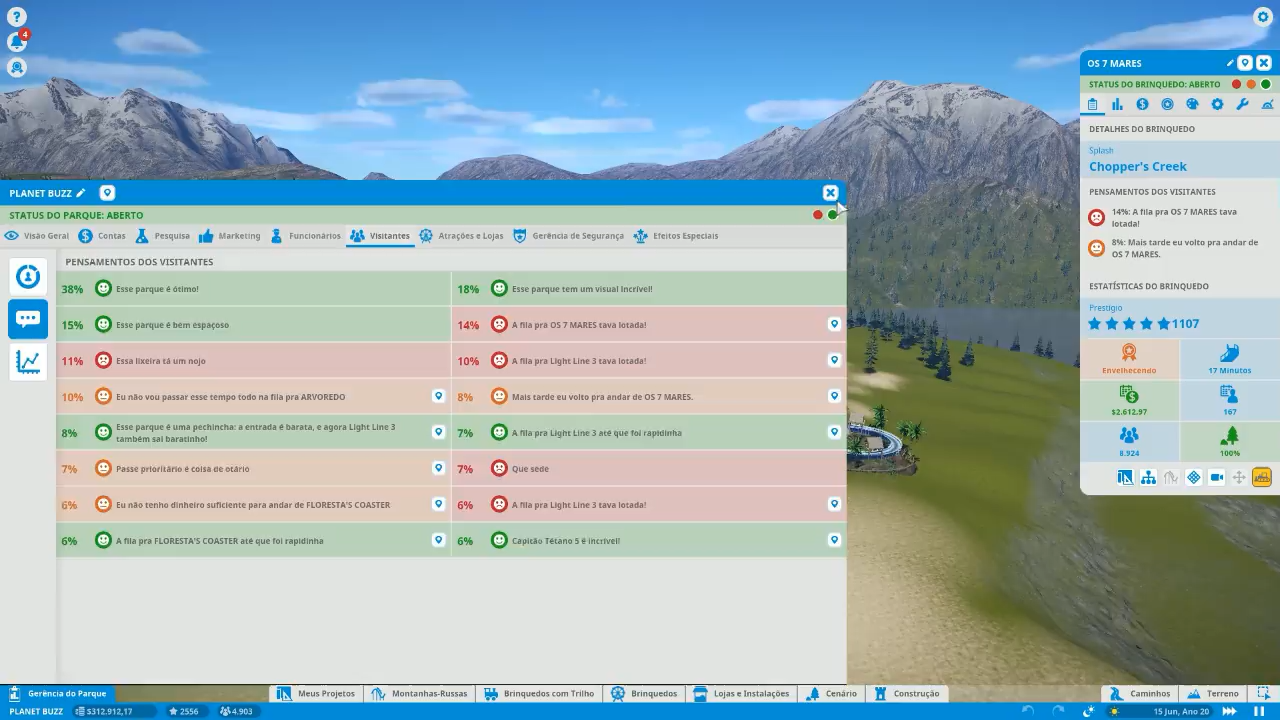 ?
4
PLANET BUZZ
STATUS DO PARQUE: ABERTO
Visão Geral
Contas
Pesquisa
Marketing
Funcionários
Visitantes
Atrações e Lojas
Gerência de Segurança
Efeitos Especiais
PENSAMENTOS DOS VISITANTES
38% Esse parque é ótimo!
18% Esse parque tem um visual incrível!
15% Esse parque é bem espaçoso
14% A fila pra OS 7 MARES tava lotada!
11% Essa lixeira tá um nojo
10% A fila pra Light Line 3 tava lotada!
10% Eu não vou passar esse tempo todo na fila pra ARVOREDO
8% Mais tarde eu volto pra andar de OS 7 MARES.
8% Esse parque é uma pechincha: a entrada é barata, e agora Light Line 3
também sai baratinho!
7% A fila pra Light Line 3 até que foi rapidinha
7% Passe prioritário é coisa de otário
7% Que sede
6% Eu não tenho dinheiro suficiente para andar de FLORESTA'S COASTER
6% A fila pra Light Line 3 tava lotada!
6% A fila pra FLORESTA'S COASTER até que foi rapidinha
6% Capitão Tétano 5 é incrível!
OS 7 MARES
STATUS DO BRINQUEDO: ABERTO
DETALHES DO BRINQUEDO
Splash
Chopper's Creek
PENSAMENTOS DOS VISITANTES
14%: A fila pra OS 7 MARES tava
lotada!
8%: Mais tarde eu volto pra andar de
OS 7 MARES.
ESTATÍSTICAS DO BRINQUEDO
Prestígio
1107
Envelhecendo
17 Minutos
$2.612,97
167
8.924
100%
Gerência do Parque
Meus Projetos
Montanhas-Russas
Brinquedos com Trilho
Brinquedos
Lojas e Instalações
Cenário
Construção
Caminhos
Terreno
PLANET BUZZ
$312.912,17
2556
4.903
15 Jun, Ano 20